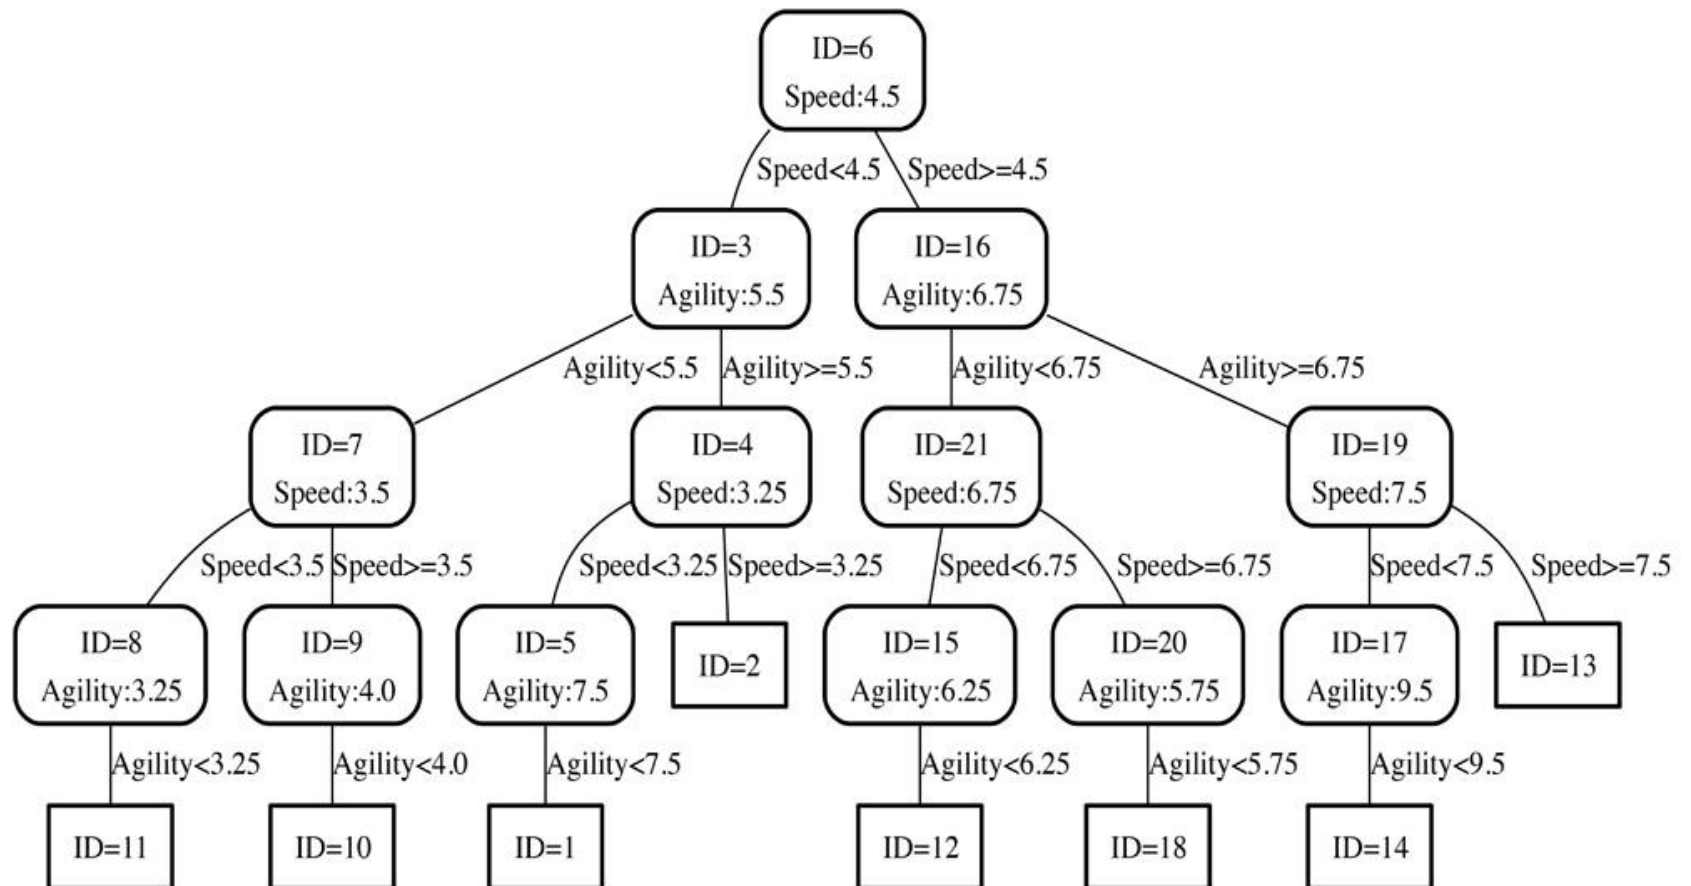 ID=6
Speed:4.5
Speed<4.5 Speed>=4.5
ID=3 ID=16
Agility:5.5 Agility:6.75
Agility<5.5 Agility>=5.5 Agility<6.75 Agility>=6.75
ID=7 ID=4 ID=21 ID=19
Speed:3.5 Speed:3.25 Speed:6.75 Speed:7.5
Speed<3.5 Speed>=3.5 Speed<3.25 Speed>=3.25 Speed<6.75 Speed>=6.75 Speed<7.5 Speed>=7.5
ID=8 ID=9 ID=5 ID=2 ID=15 ID=20 ID=17 ID=13
Agility:3.25 Agility:4.0 Agility:7.5 Agility:6.25 Agility:5.75 Agility:9.5
Agility<3.25 Agility<4.0 Agility<7.5 Agility<6.25 Agility<5.75 Agility<9.5
ID=11 ID=10 ID=1 ID=12 ID=18 ID=14